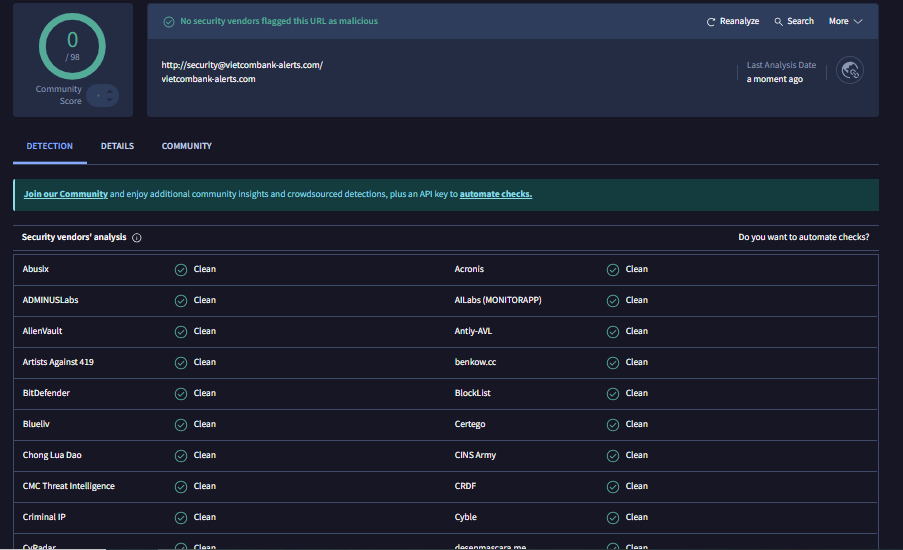 0
/ 98
Community
Score
No security vendors flagged this URL as malicious
Reanalyze
Search
More
http://security@vietcombank-alerts.com/
vietcombank-alerts.com
Last Analysis Date
a moment ago
DETECTION DETAILS COMMUNITY
Join our Community and enjoy additional community insights and crowdsourced detections, plus an API key to automate checks.
Security vendors' analysis Do you want to automate checks?
Abusix Clean Acronis Clean
ADMINUSLabs Clean AILabs (MONITORAPP) Clean
AlienVault Clean Antiy-AVL Clean
Artists Against 419 Clean benkow.cc Clean
BitDefender Clean BlockList Clean
Blueliv Clean Certego Clean
Chong Lua Dao Clean CINS Army Clean
CMC Threat Intelligence Clean CRDF Clean
Criminal IP Clean Cyble Clean
CyRadar Clean desenmascara.me Clean